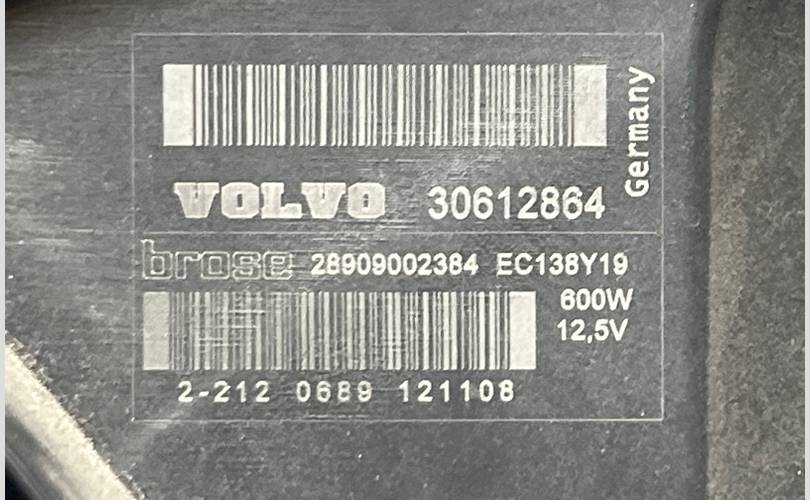 Germany
VOLVO 30612864
brose 28909002384 EC138Y19
600W
12,5V
2-212 0689 121108